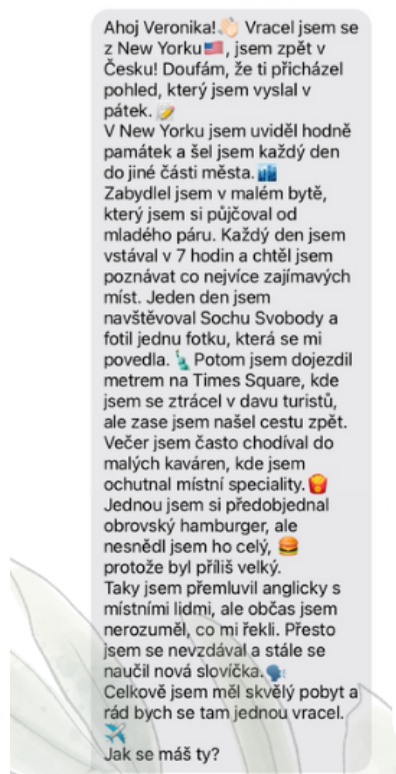 Ahoj Veronika!👋🏻 Vracel jsem se
z New Yorku🇺🇸, jsem zpět v
Česku! Doufám, že ti přicházel
pohled, který jsem vyslal v
pátek. 📝
V New Yorku jsem uviděl hodně
památek a šel jsem každý den
do jiné části města. 🏙️
Zabydlel jsem v malém bytě,
který jsem si půjčoval od
mladého páru. Každý den jsem
vstával v 7 hodin a chtěl jsem
poznávat co nejvíce zajímavých
míst. Jeden den jsem
navštěvoval Sochu Svobody a
fotil jednu fotku, která se mi
povedla. 🗽 Potom jsem dojezdil
metrem na Times Square, kde
jsem se ztrácel v davu turistů,
ale zase jsem našel cestu zpět.
Večer jsem často chodíval do
malých kaváren, kde jsem
ochutnal místní speciality. 🍟
Jednou jsem si předobjednal
obrovský hamburger, ale
nesnědl jsem ho celý, 🍔
protože byl příliš velký.
Taky jsem přemluvil anglicky s
místními lidmi, ale občas jsem
nerozuměl, co mi řekli. Přesto
jsem se nevzdával a stále se
naučil nová slovíčka. 🗣️
Celkově jsem měl skvělý pobyt a
rád bych se tam jednou vracel.
✈️
Jak se máš ty?